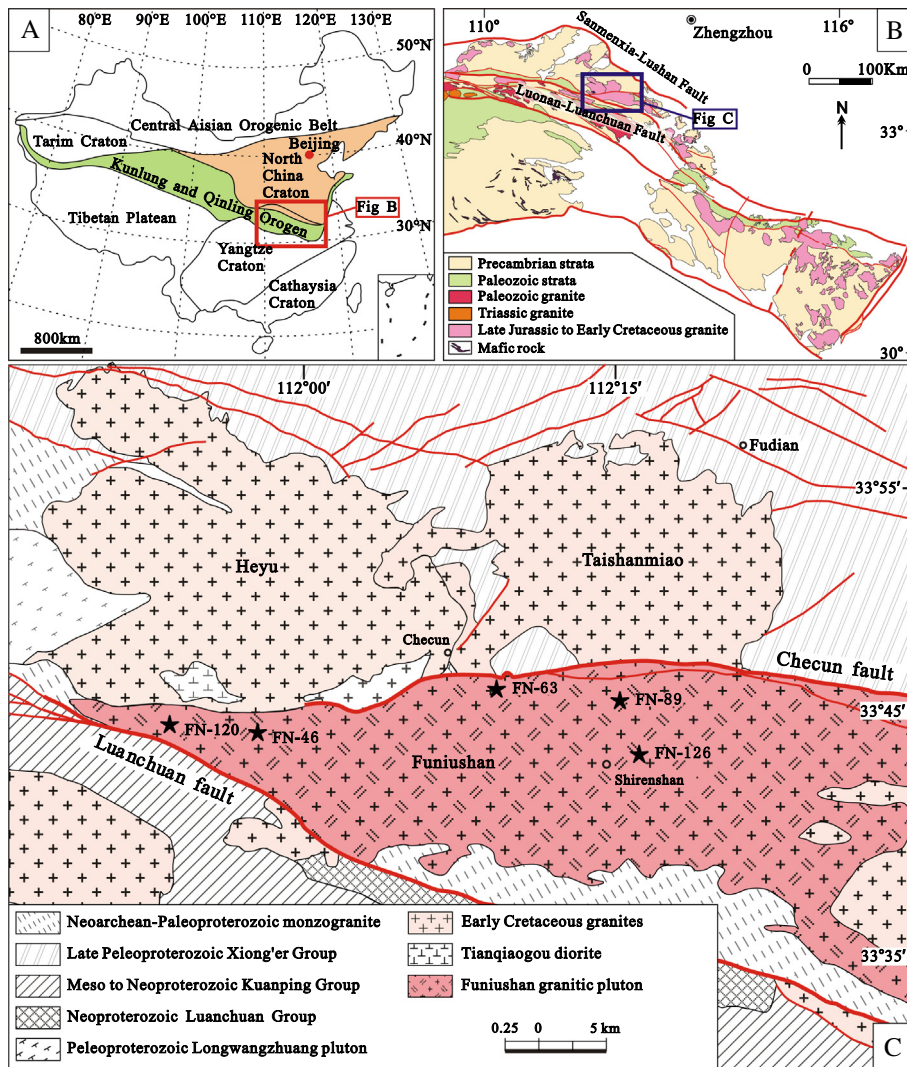 A
80°E 90°E 100°E 110°E 120°E 130°E
50°N
40°N
30°N
Central Aisian Orogenic Belt
Tarim Craton
Beijing
North
China
Craton
Kunlung and Qinling Orogen
Fig B
Tibetan Platean
Yangtze
Craton
Cathaysia
Craton
800km
B
110° 116°
Zhengzhou
Sanmenxia-Lushan Fault
0 100Km
N
Luonan-Luanchuan Fault
Fig C
33°
30°
Precambrian strata
Paleozoic strata
Paleozoic granite
Triassic granite
Late Jurassic to Early Cretaceous granite
Mafic rock
112°00' 112°15'
Fudian
33°55'
Heyu
Taishanmiao
Checun
Checun fault
FN-63
FN-89
33°45'
FN-120
FN-46
Luanchuan fault
Funiushan
FN-126
Shirenshan
33°35'
Neoarchean-Paleoproterozoic monzogranite
Late Peleoproterozoic Xiong'er Group
Meso to Neoproterozoic Kuanping Group
Neoproterozoic Luanchuan Group
Peleoproterozoic Longwangzhuang pluton
Early Cretaceous granites
Tianqiaogou diorite
Funiushan granitic pluton
0.25 0 5 km
C